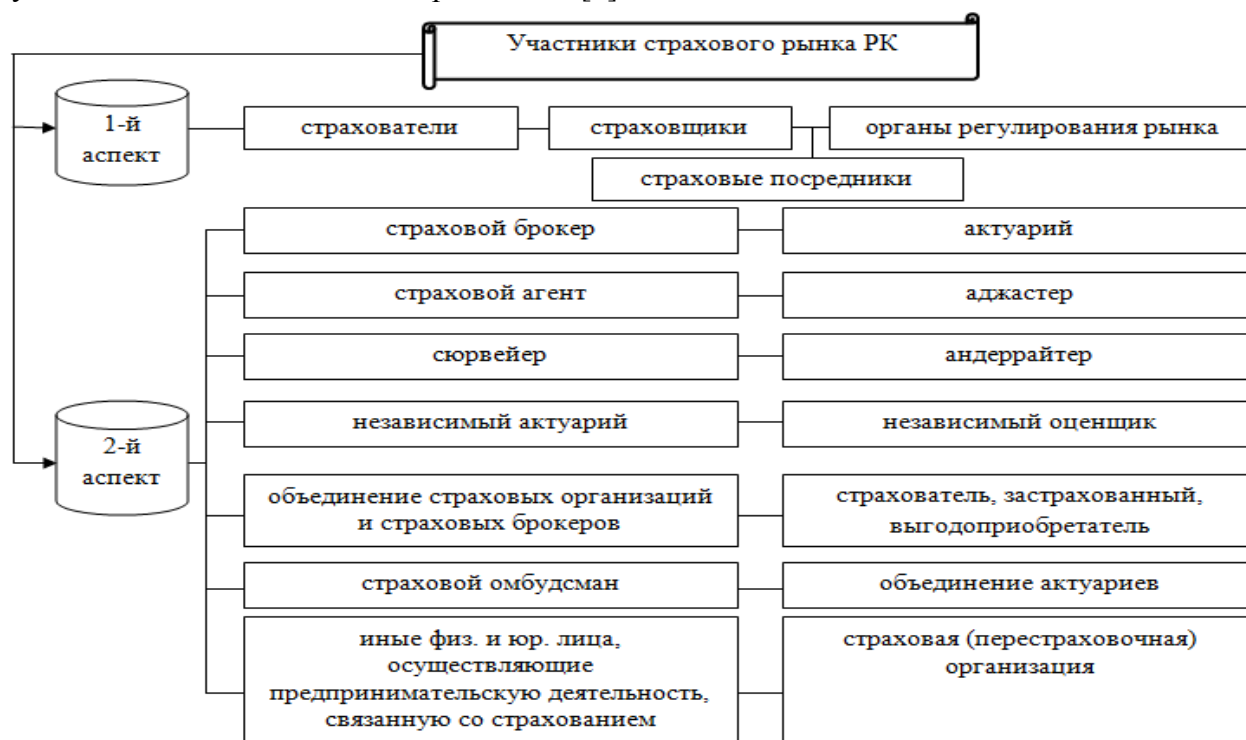 Участники страхового рынка РК
1-й
аспект
страхователи
страховщики
органы регулирования рынка
страховые посредники
страховой брокер
актуарий
страховой агент
аджастер
сюрвейер
андеррайтер
2-й
аспект
независимый актуарий
независимый оценщик
объединение страховых организаций
и страховых брокеров
страхователь, застрахованный,
выгодоприобретатель
страховой омбудсман
объединение актуариев
иные физ. и юр. лица,
осуществляющие
предпринимательскую деятельность,
связанную со страхованием
страховая (перестраховочная)
организация